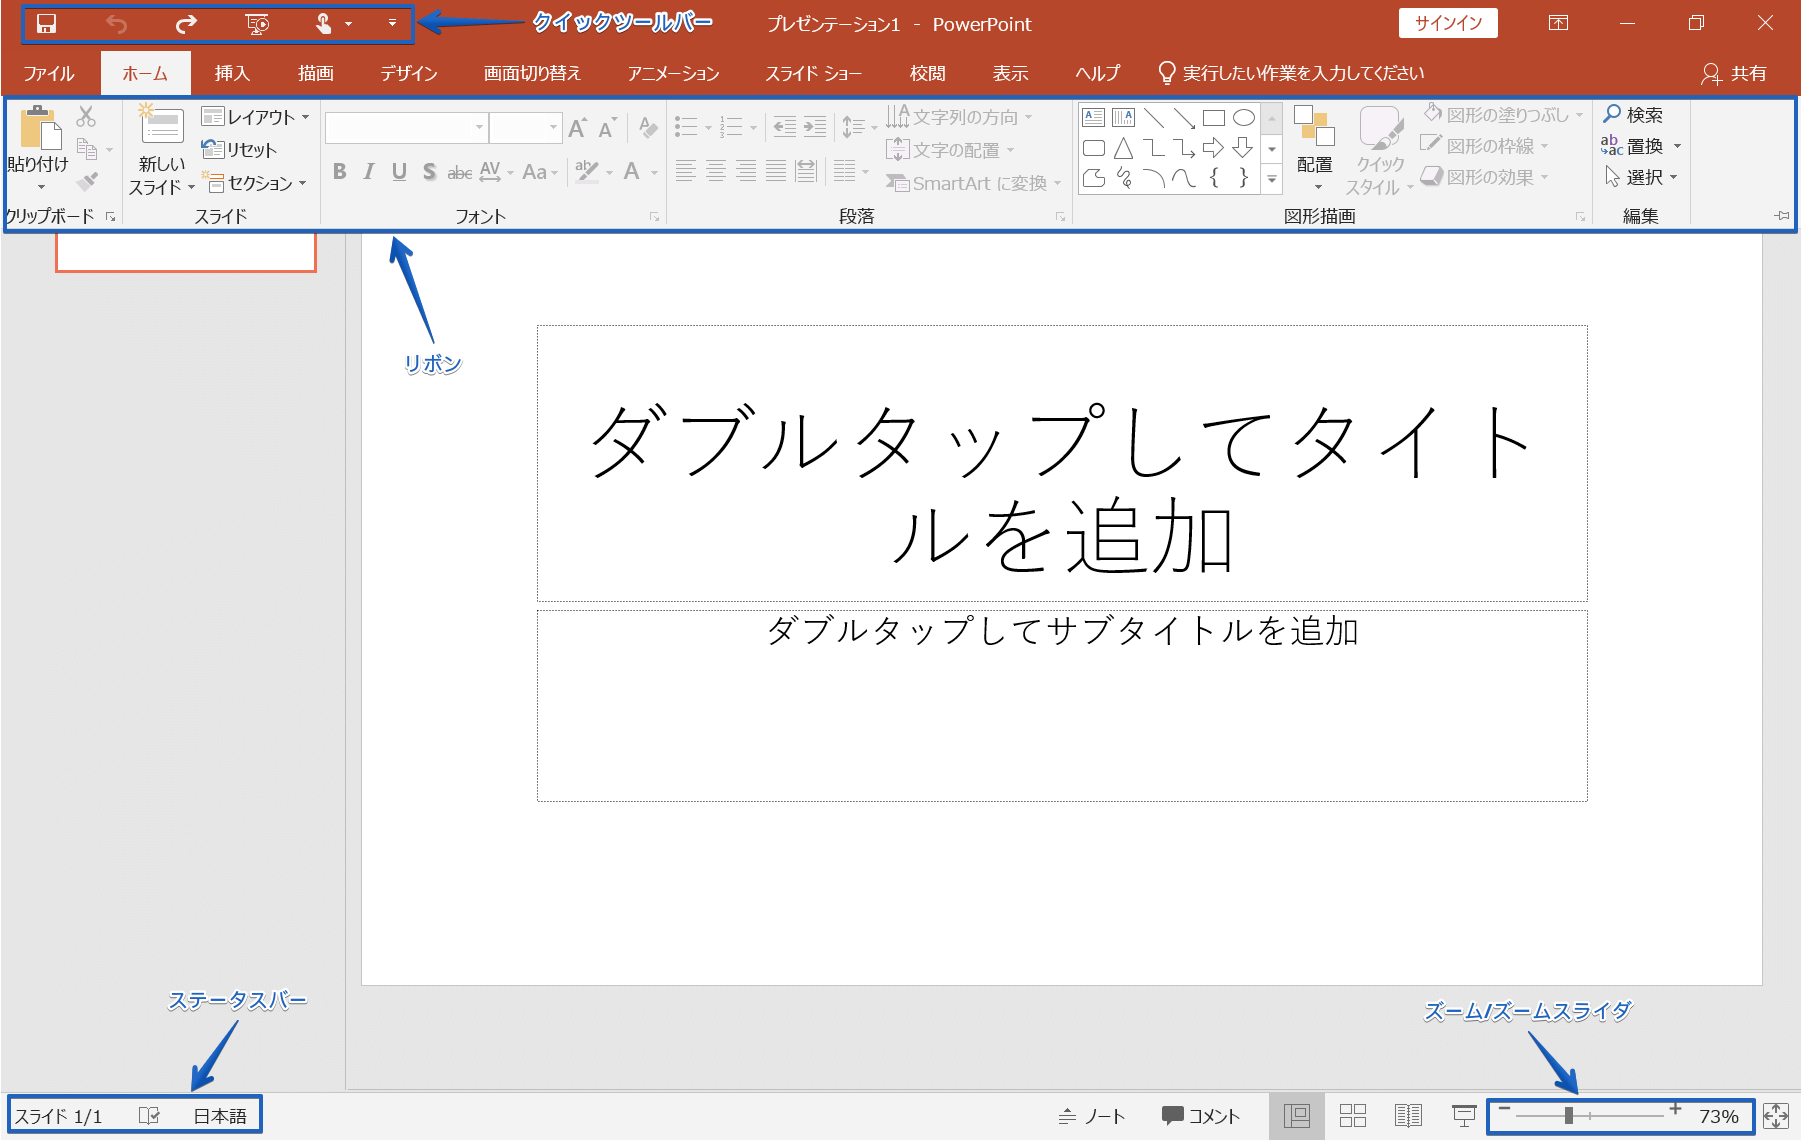 クイックツールバー
プレゼンテーション1 - PowerPoint
サインイン
ファイル ホーム 挿入 描画 デザイン 画面切り替え アニメーション スライド ショー 校閲 表示 ヘルプ 実行したい作業を入力してください 共有
貼り付け
クリップボード
新しい
スライド
レイアウト
リセット
セクション
スライド
A A A
B I U S abc AV Aa ab A
フォント
文字列の方向
文字の配置
SmartArt に変換
段落
配置
クイック
スタイル
図形の塗りつぶし
図形の枠線
図形の効果
図形描画
検索
置換
選択
編集
リボン
ダブルタップしてタイト
ルを追加
ダブルタップしてサブタイトルを追加
ステータスバー
ズーム/ズームスライダ
スライド 1/1 日本語 ノート コメント 73%